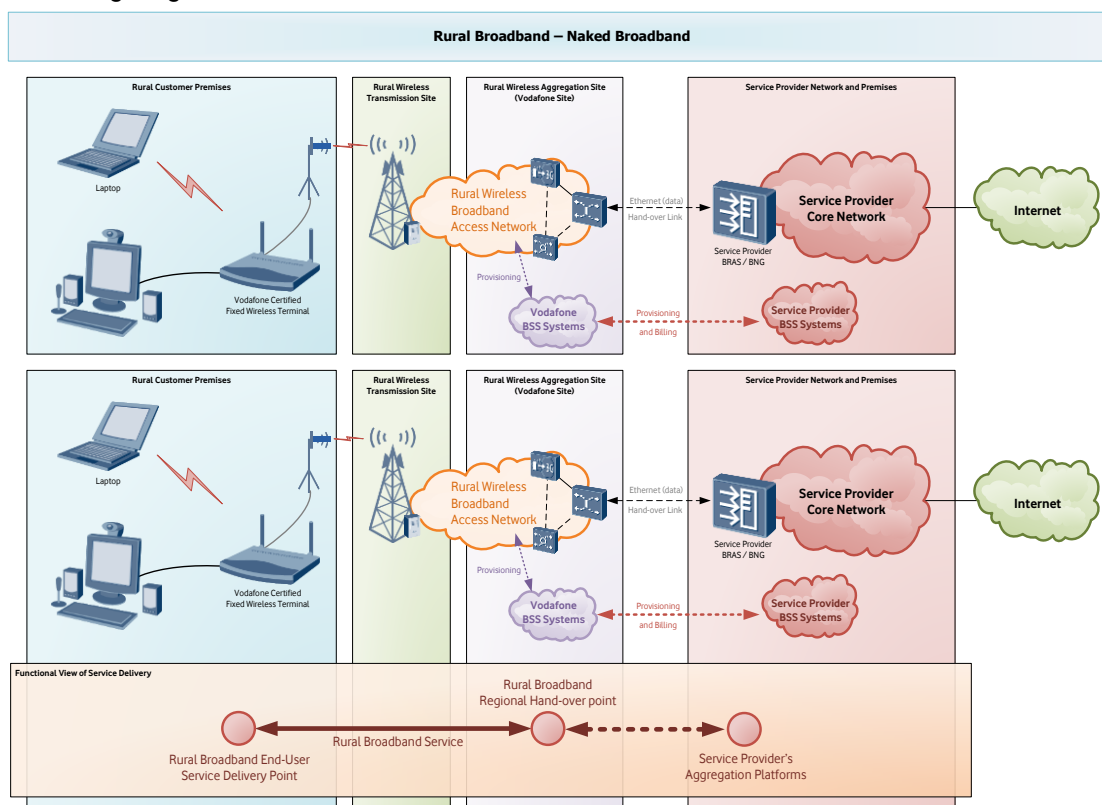 Rural Broadband – Naked Broadband
Rural Customer Premises
Rural Wireless
Transmission Site
Rural Wireless Aggregation Site
(Vodafone Site)
Service Provider Network and Premises
Laptop
Vodafone Certified
Fixed Wireless Terminal
Rural Wireless
Broadband
Access Network
3G
Ethernet (data)
Hand-over Link
Service Provider
BRAS / BNG
Service Provider
Core Network
Internet
Provisioning
Vodafone
BSS Systems
Provisioning
and Billing
Service Provider
BSS Systems
Rural Customer Premises
Rural Wireless
Transmission Site
Rural Wireless Aggregation Site
(Vodafone Site)
Service Provider Network and Premises
Laptop
Vodafone Certified
Fixed Wireless Terminal
Rural Wireless
Broadband
Access Network
3G
Ethernet (data)
Hand-over Link
Service Provider
BRAS / BNG
Service Provider
Core Network
Internet
Provisioning
Vodafone
BSS Systems
Provisioning
and Billing
Service Provider
BSS Systems
Functional View of Service Delivery
Rural Broadband
Regional Hand-over point
Rural Broadband Service
Rural Broadband End-User
Service Delivery Point
Service Provider's
Aggregation Platforms